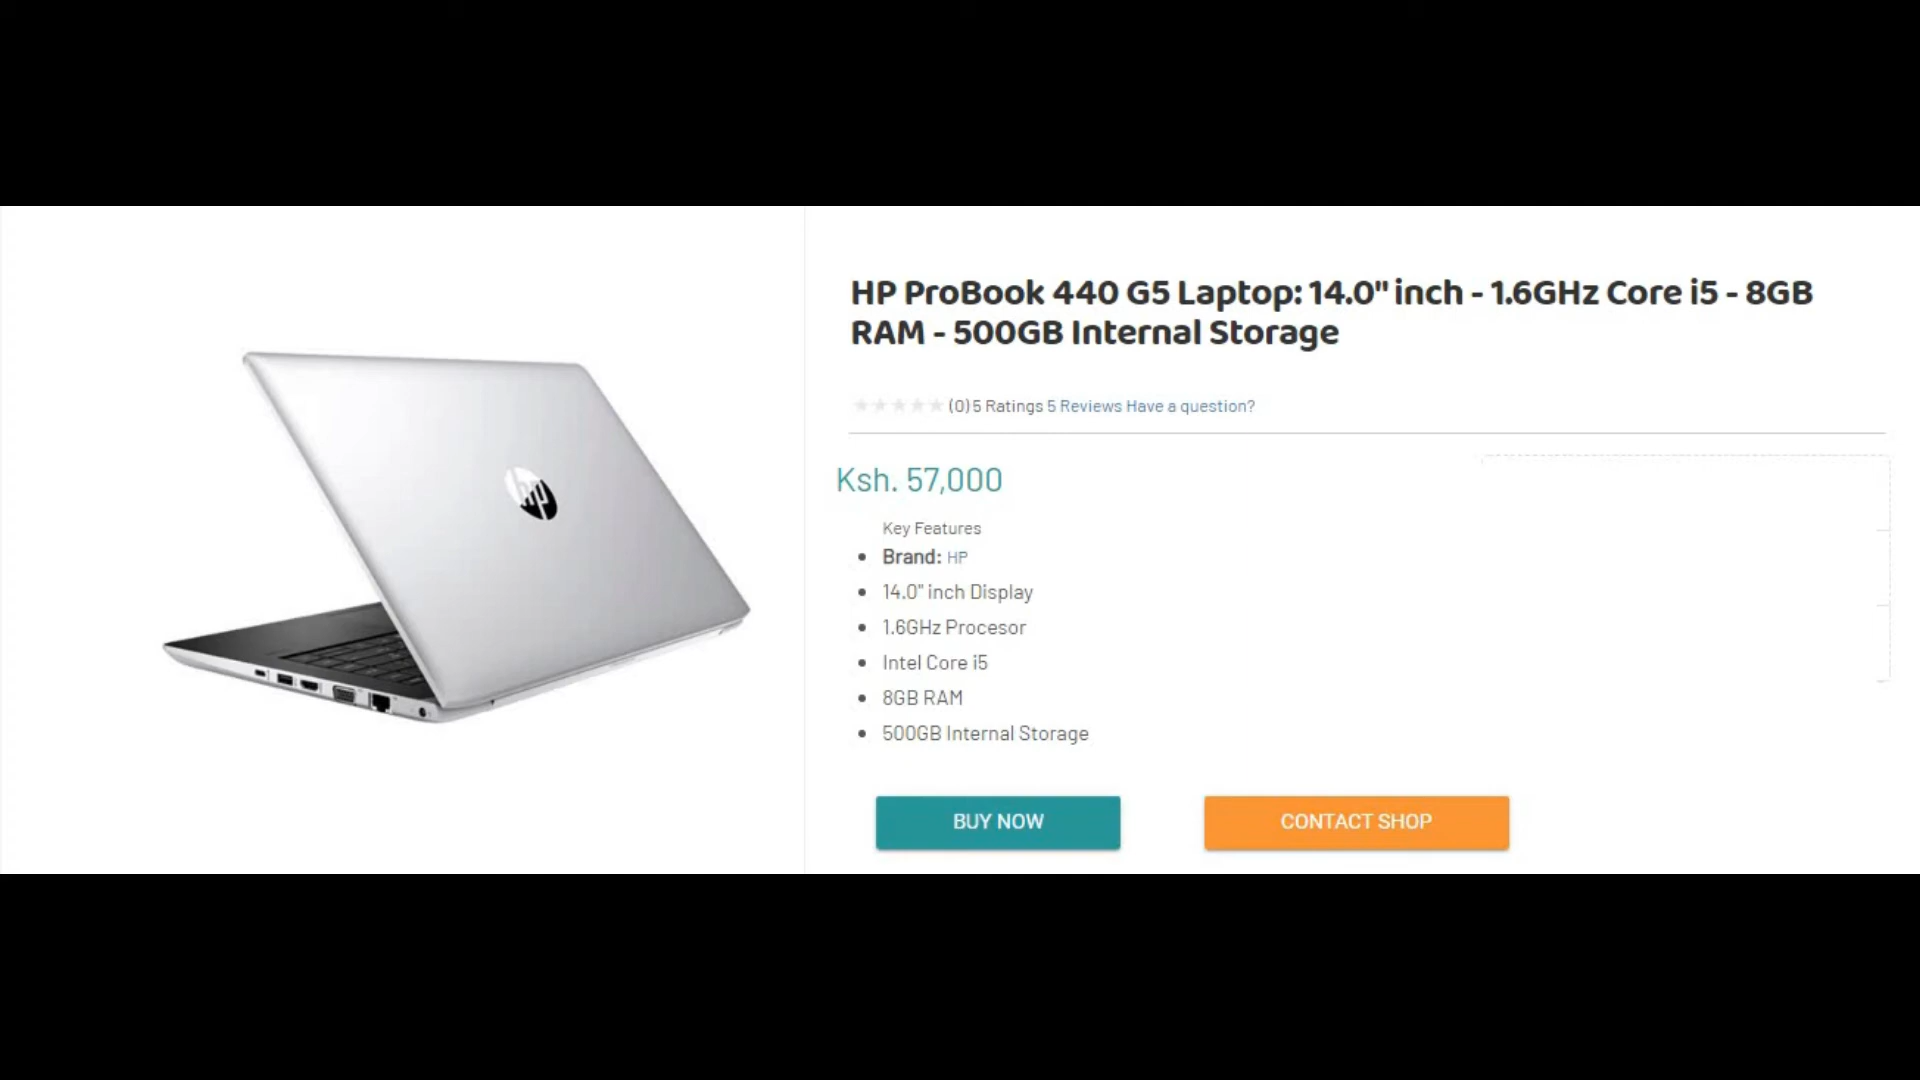 hp
HP ProBook 440 G5 Laptop: 14.0" inch - 1.6GHz Core i5 - 8GB
RAM - 500GB Internal Storage
(0) 5 Ratings 5 Reviews Have a question?
Ksh. 57,000
Key Features
Brand: HP
14.0" inch Display
1.6GHz Procesor
Intel Core i5
8GB RAM
500GB Internal Storage
BUY NOW
CONTACT SHOP